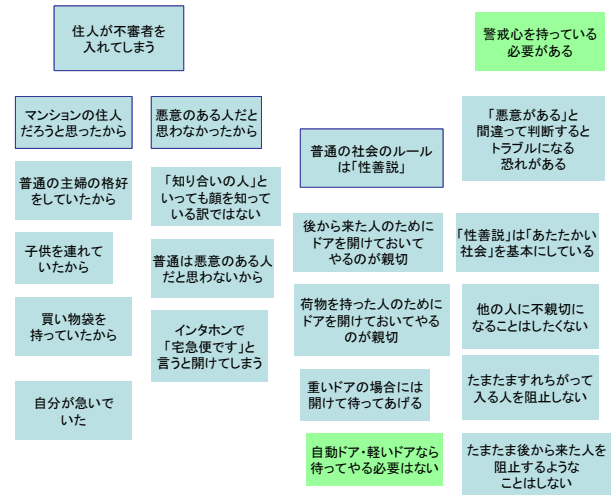 住人が不審者を
入れてしまう
警戒心を持っている
必要がある
マンションの住人
だろうと思ったから
普通の主婦の格好
をしていたから
子供を連れて
いたから
買い物袋を
持っていたから
自分が急いで
いた
悪意のある人だと
思わなかったから
「知り合いの人」と
いっても顔を知って
いる訳ではない
普通は悪意のある人
だと思わないから
インタホンで
「宅急便です」と
言うと開けてしまう
普通の社会のルール
は「性善説」
後から来た人のために
ドアを開けておいて
やるのが親切
荷物を持った人のために
ドアを開けておいてやる
のが親切
重いドアの場合には
開けて待ってあげる
自動ドア・軽いドアなら
待ってやる必要はない
「悪意がある」と
間違って判断すると
トラブルになる
恐れがある
「性善説」は「あたたかい
社会」を基本にしている
他の人に不親切に
なることはしたくない
たまたますれちがって
入る人を阻止しない
たまたま後から来た人を
阻止するような
ことはしない